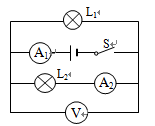 L₁
A₁ S
L₂ A₂
V